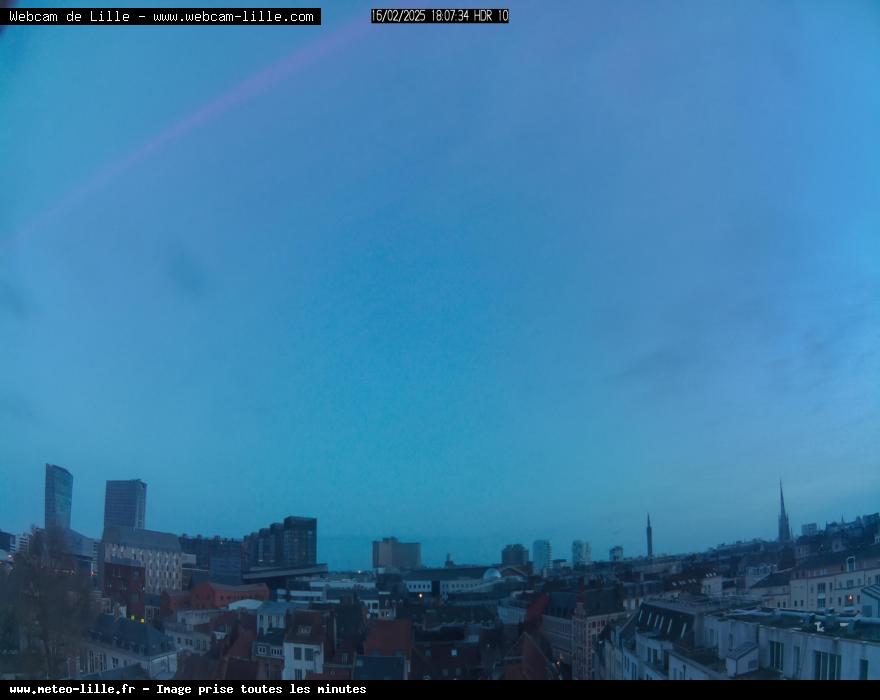 Webcam de Lille - www.webcam-lille.com
16/02/2025 18:07:34 HDR 10
www.meteo-lille.fr - Image prise toutes les minutes